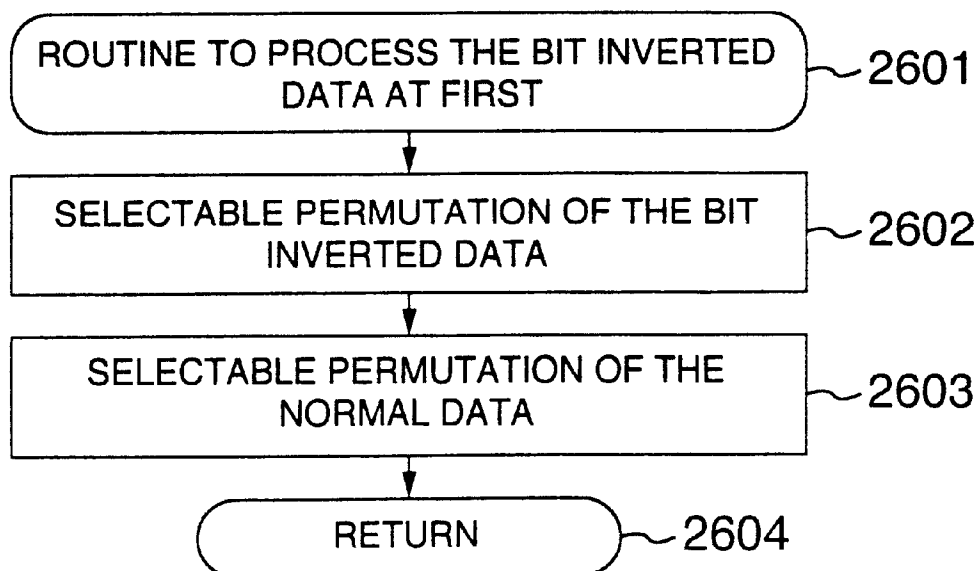 ROUTINE TO PROCESS THE BIT INVERTED
DATA AT FIRST
2601
SELECTABLE PERMUTATION OF THE BIT
INVERTED DATA
2602
SELECTABLE PERMUTATION OF THE
NORMAL DATA
2603
RETURN
2604